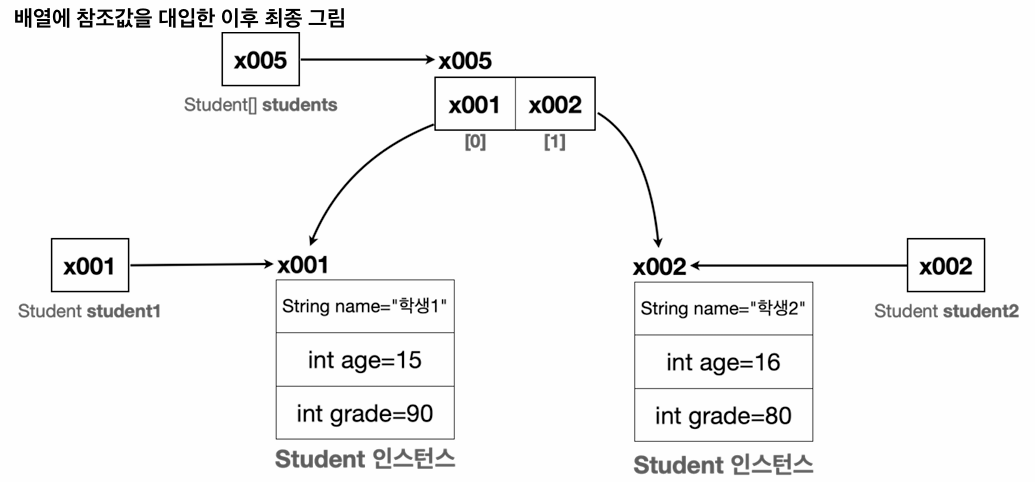 배열에 참조값을 대입한 이후 최종 그림
x005
x005
Student[] students
x001 x002
[0] [1]
x001
x001
x002
x002
Student student1
Student student2
String name="학생1"
int age=15
int grade=90
Student 인스턴스
String name="학생2"
int age=16
int grade=80
Student 인스턴스